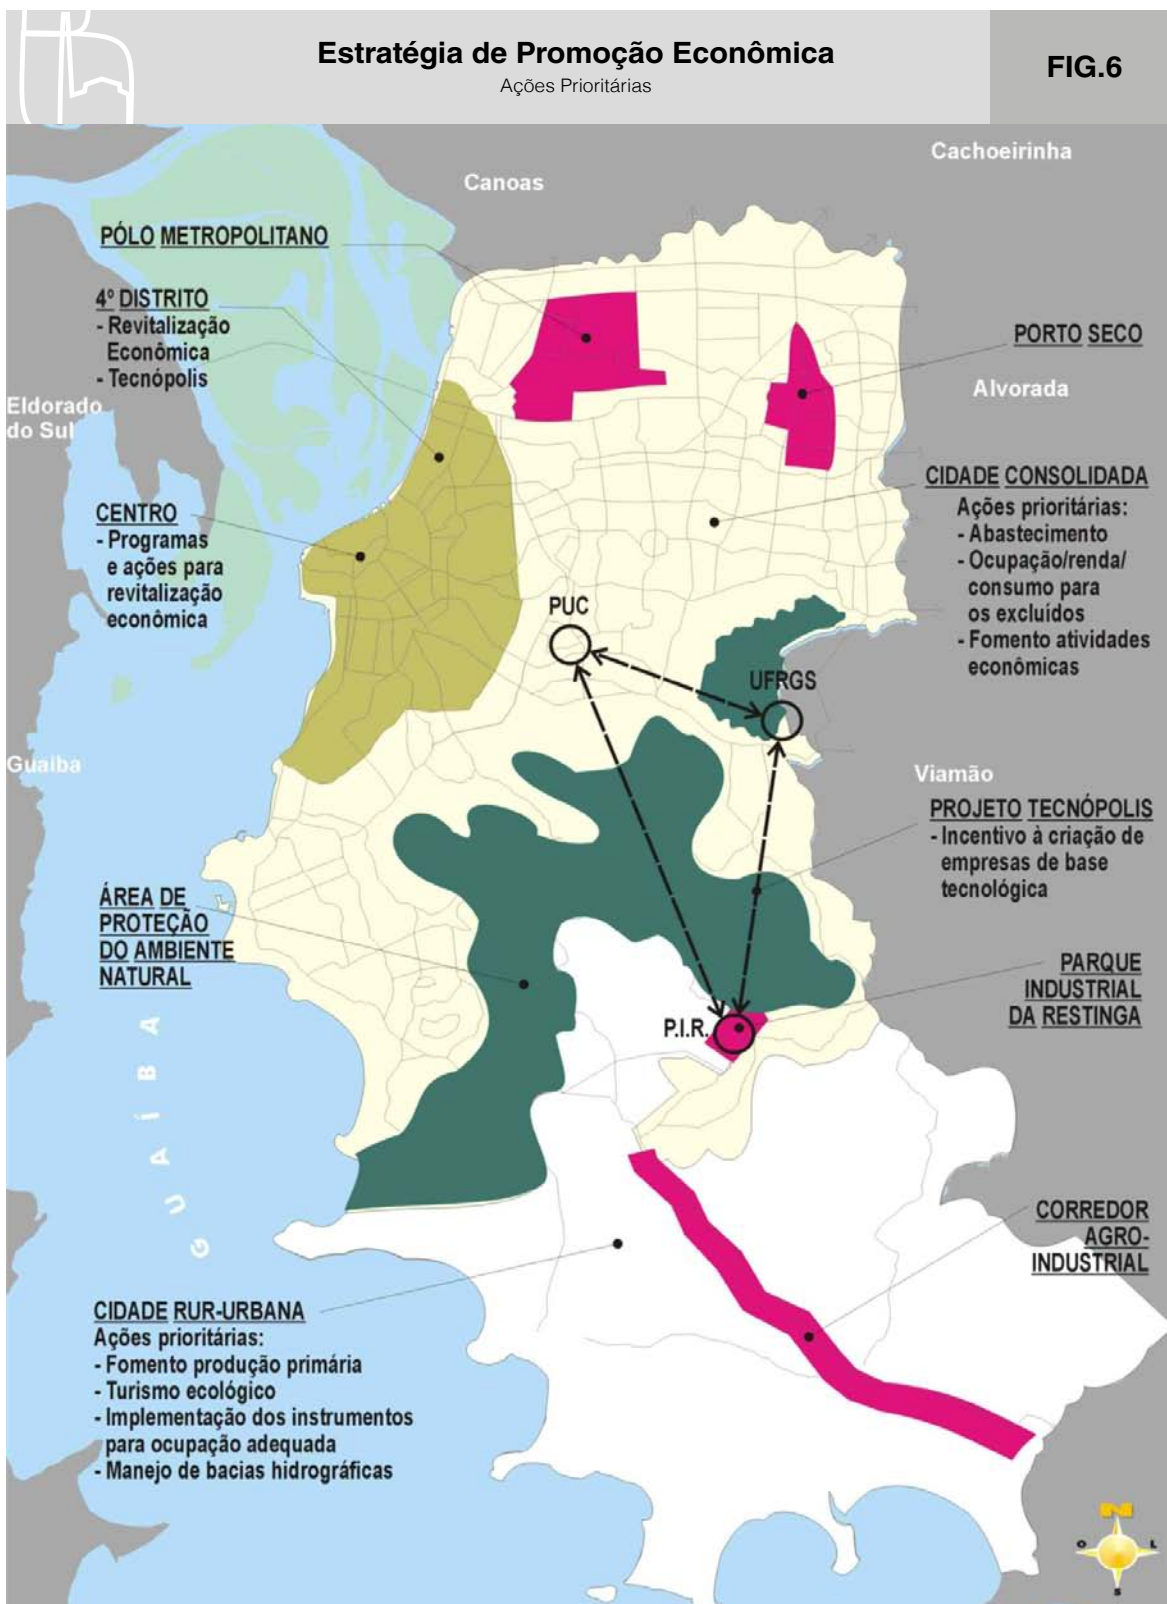 Estratégia de Promoção Econômica
Ações Prioritárias
FIG.6
Cachoeirinha
Canoas
PÓLO METROPOLITANO
4º DISTRITO
- Revitalização
Econômica
- Tecnópolis
PORTO SECO
Alvorada
Eldorado
do Sul
CIDADE CONSOLIDADA
Ações prioritárias:
- Abastecimento
- Ocupação/renda/
consumo para
os excluídos
- Fomento atividades
econômicas
CENTRO
- Programas
e ações para
revitalização
econômica
PUC
UFRGS
Guaiba
Viamão
PROJETO TECNÓPOLIS
- Incentivo à criação de
empresas de base
tecnológica
ÁREA DE
PROTEÇÃO
DO AMBIENTE
NATURAL
PARQUE
INDUSTRIAL
DA RESTINGA
P.I.R.
GUAÍBA
CORREDOR
AGRO-
INDUSTRIAL
CIDADE RUR-URBANA
Ações prioritárias:
- Fomento produção primária
- Turismo ecológico
- Implementação dos instrumentos
para ocupação adequada
- Manejo de bacias hidrográficas
N
O
L
S